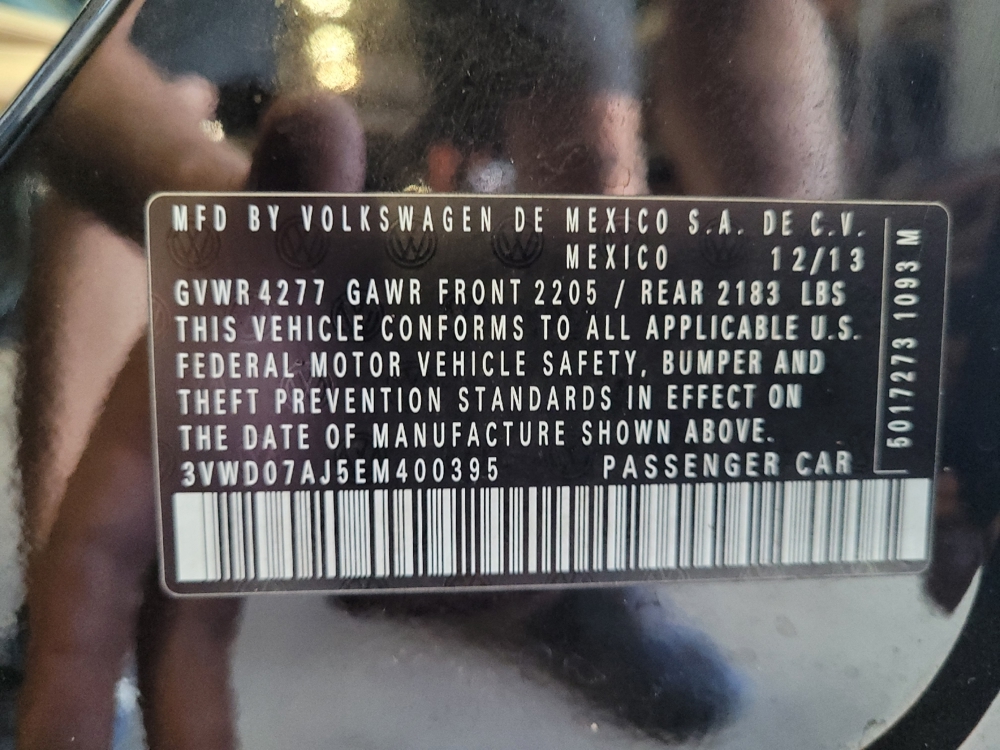 MFD BY VOLKSWAGEN DE MEXICO S.A. DE C.V.
MEXICO 12/13
GVWR 4277 GAWR FRONT 2205 / REAR 2183 LBS
THIS VEHICLE CONFORMS TO ALL APPLICABLE U.S.
FEDERAL MOTOR VEHICLE SAFETY, BUMPER AND
THEFT PREVENTION STANDARDS IN EFFECT ON
THE DATE OF MANUFACTURE SHOWN ABOVE.
3VWD07AJ5EM400395 PASSENGER CAR
5017273 1093 M